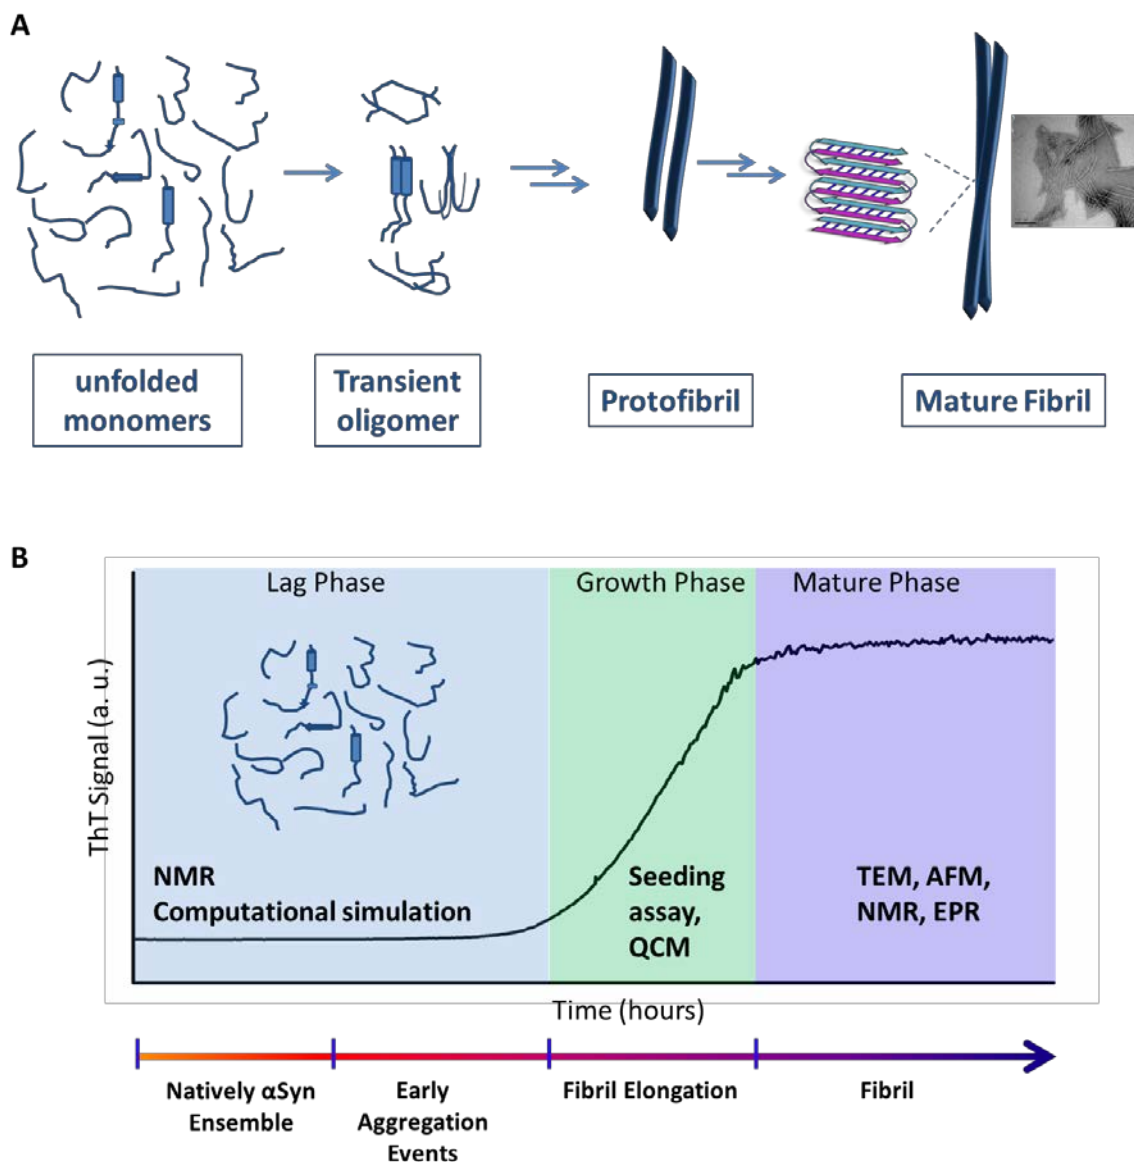 A
unfolded
monomers
Transient
oligomer
Protofibril
Mature Fibril
B
Lag Phase
Growth Phase
Mature Phase
ThT Signal (a. u.)
NMR
Computational simulation
Seeding
assay,
QCM
TEM, AFM,
NMR, EPR
Time (hours)
Natively αSyn
Ensemble
Early
Aggregation
Events
Fibril Elongation
Fibril